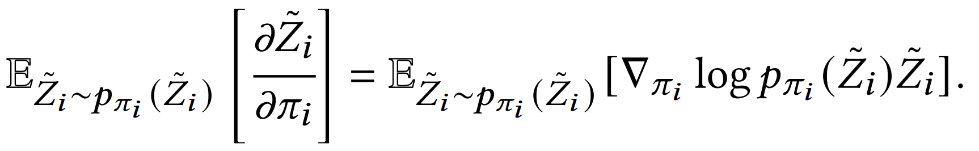 $\mathbb{E}_{\tilde{Z}_i \sim p_{\pi_i}(\tilde{Z}_i)} \left[ \frac{\partial \tilde{Z}_i}{\partial \pi_i} \right] = \mathbb{E}_{\tilde{Z}_i \sim p_{\pi_i}(\tilde{Z}_i)} [\nabla_{\pi_i} \log p_{\pi_i}(\tilde{Z}_i) \tilde{Z}_i].$